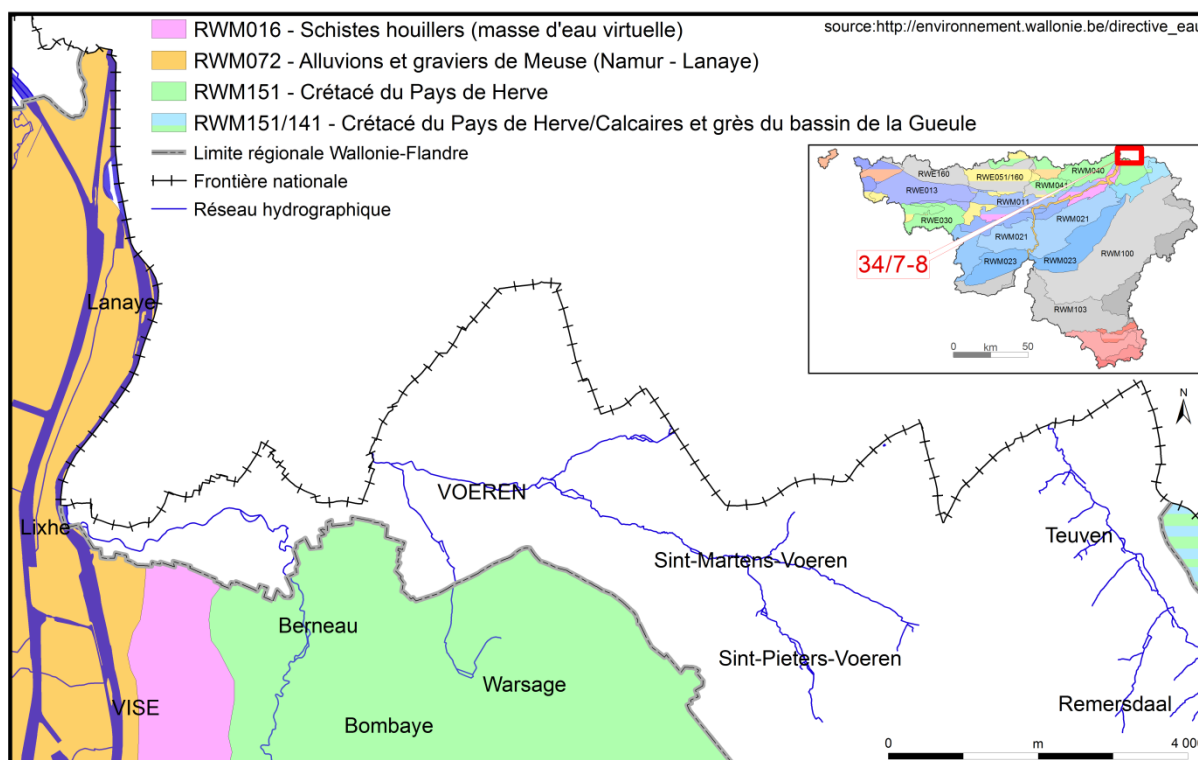 source:http://environnement.wallonie.be/directive_eau
RWM016 - Schistes houillers (masse d'eau virtuelle)
RWM072 - Alluvions et graviers de Meuse (Namur - Lanaye)
RWM151 - Crétacé du Pays de Herve
RWM151/141 - Crétacé du Pays de Herve/Calcaires et grès du bassin de la Gueule
Limite régionale Wallonie-Flandre
Frontière nationale
Réseau hydrographique
RWE160
RWE051/160
RWM040
RWM041
RWE013
RWM011
RWE030
RWM021
RWM021
34/7-8
RWM023
RWM023
RWM100
RWM103
0 km 50
N
Lanaye
VOEREN
Lixhe
Teuven
Sint-Martens-Voeren
Berneau
Sint-Pieters-Voeren
Warsage
Remersdaal
VISE
Bombaye
0 m 4 00